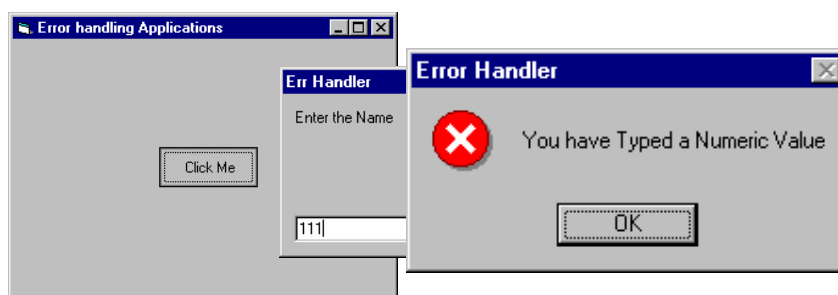 Error handling Applications
Click Me
Err Handler
Enter the Name
111
Error Handler
You have Typed a Numeric Value
OK